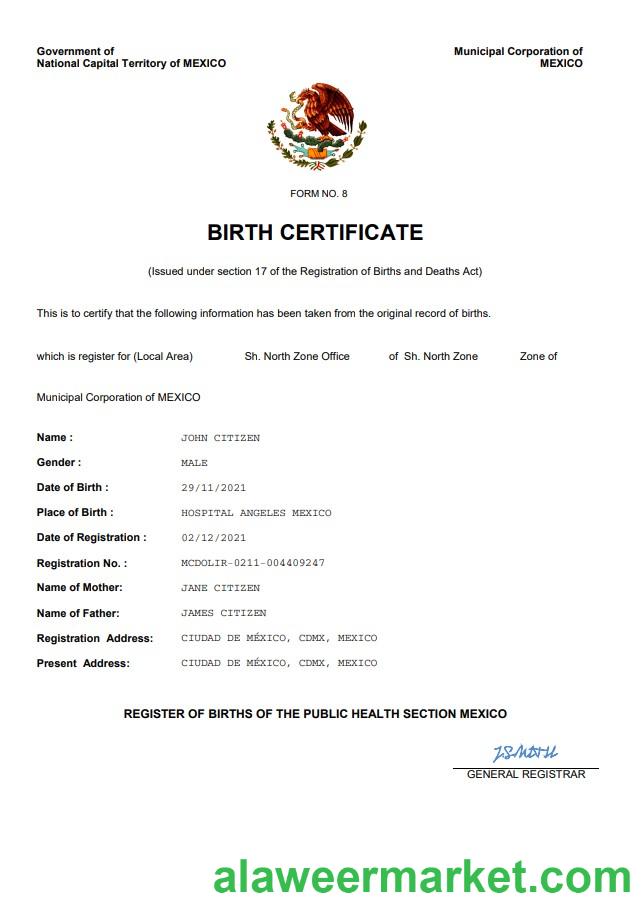 Government of
National Capital Territory of MEXICO
Municipal Corporation of
MEXICO
FORM NO. 8
BIRTH CERTIFICATE
(Issued under section 17 of the Registration of Births and Deaths Act)
This is to certify that the following information has been taken from the original record of births.
which is register for (Local Area) Sh. North Zone Office of Sh. North Zone Zone of
Municipal Corporation of MEXICO
Name : JOHN CITIZEN
Gender : MALE
Date of Birth : 29/11/2021
Place of Birth : HOSPITAL ANGELES MEXICO
Date of Registration : 02/12/2021
Registration No. : MCDOLIR-0211-004409247
Name of Mother: JANE CITIZEN
Name of Father: JAMES CITIZEN
Registration Address: CIUDAD DE MÉXICO, CDMX, MEXICO
Present Address: CIUDAD DE MÉXICO, CDMX, MEXICO
REGISTER OF BIRTHS OF THE PUBLIC HEALTH SECTION MEXICO
GENERAL REGISTRAR
alaweermarket.com